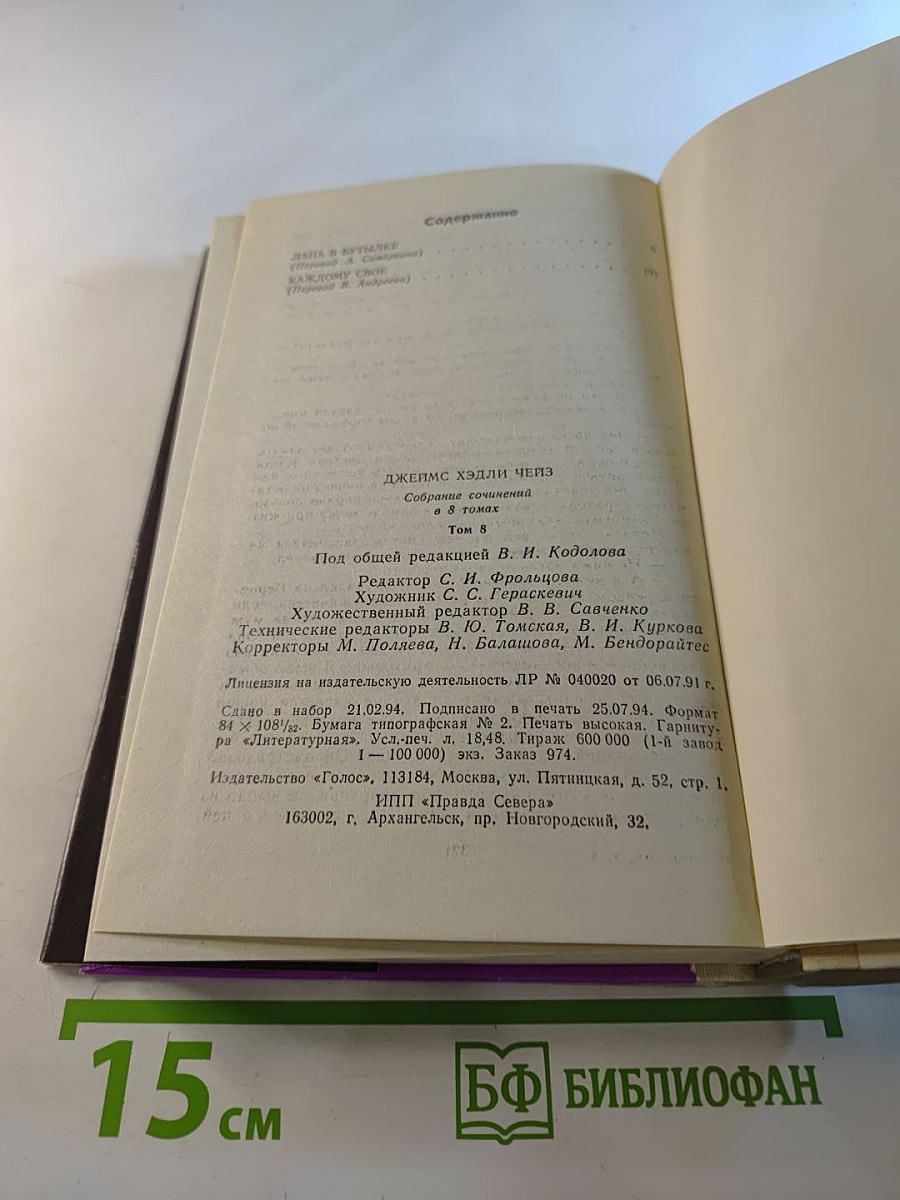 Содержание
ЛАПА В БУТЫЛКЕ . . . . . . . . . . . . 5
(Перевод А. Самаркина)
КАЖДОМУ СВОЕ . . . . . . . . . . . . 191
(Перевод В. Андреева)
ДЖЕЙМС ХЭДЛИ ЧЕЙЗ
Собрание сочинений
в 8 томах
Том 8
Под общей редакцией В. И. Кодолова
Редактор С. И. Фрольцова
Художник С. С. Гераскевич
Художественный редактор В. В. Савченко
Технические редакторы В. Ю. Томская, В. И. Куркова
Корректоры М. Поляева, Н. Балашова, М. Бендорайтес
Лицензия на издательскую деятельность ЛР № 040020 от 06.07.91 г.
Сдано в набор 21.02.94. Подписано в печать 25.07.94. Формат
84 × 108¹/₃₂. Бумага типографская № 2. Печать высокая. Гарниту-
ра «Литературная». Усл.-печ. л. 18,48. Тираж 600 000 (1-й завод
1 — 100 000) экз. Заказ 974.
Издательство «Голос». 113184, Москва, ул. Пятницкая, д. 52, стр. 1.
ИПП «Правда Севера»
163002, г. Архангельск, пр. Новгородский, 32.
15 см
БФ БИБЛИОФАН